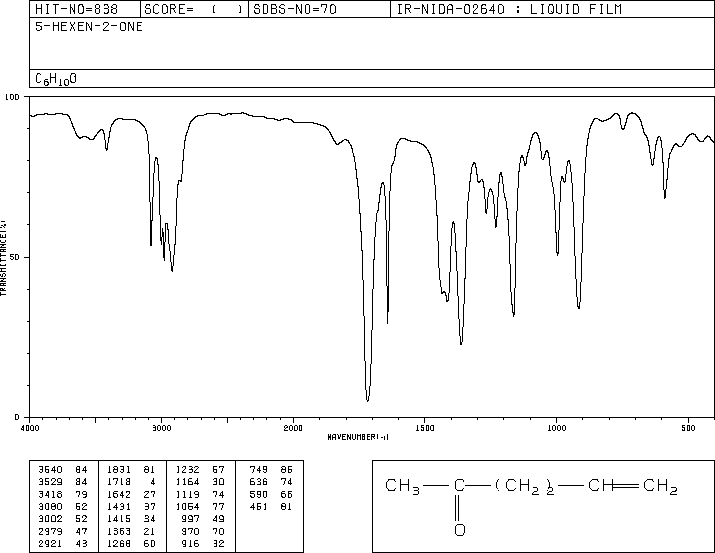 HIT-NO=838 SCORE= ( ) SDBS-NO=70 IR-NIDA-02640 : LIQUID FILM
5-HEXEN-2-ONE
C6H10O
100
50
0
TRANSMITTANCE(%)
4000 3000 2000 1500 1000 500
WAVENUMBER(-1)
3640 84 1831 81 1232 57 749 86
3529 84 1718 4 1164 30 636 74
3418 79 1642 27 1119 74 590 66
3080 52 1431 37 1054 77 461 81
3002 52 1415 34 997 49
2979 47 1363 21 970 70
2921 43 1268 60 916 32
CH3 C (CH2)2 CH CH2
O